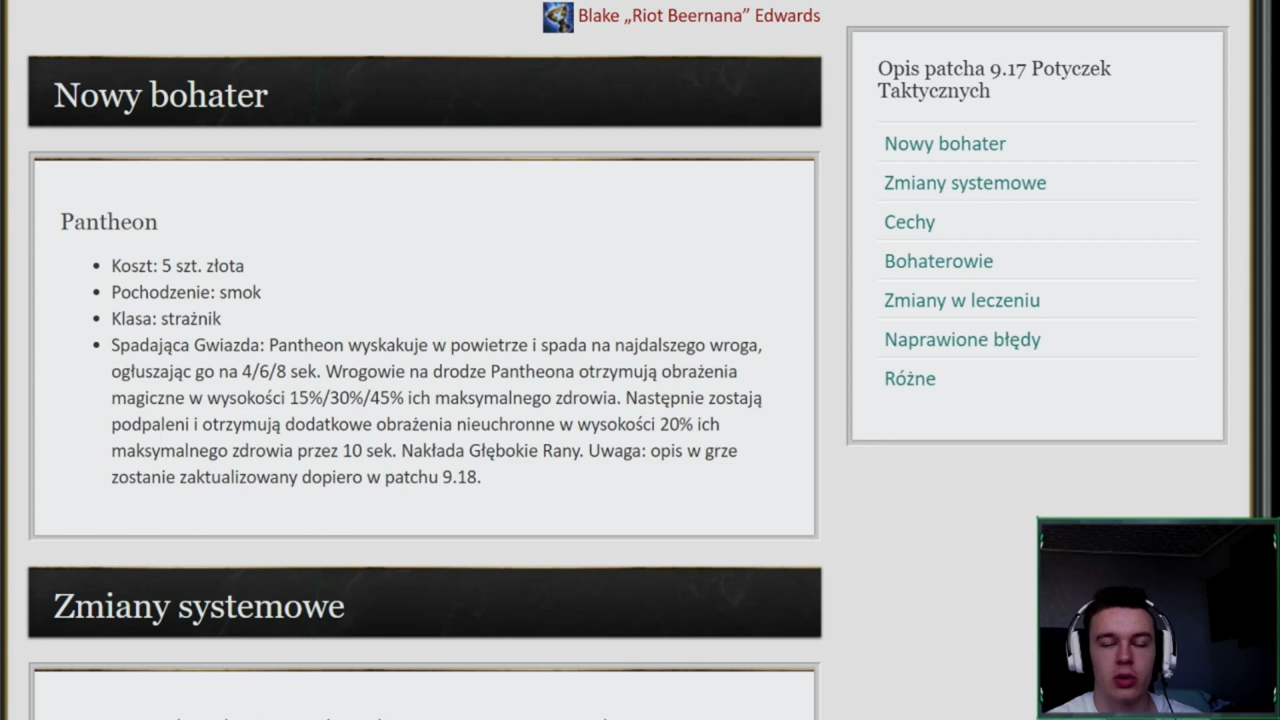 Blake „Riot Beernana” Edwards
Nowy bohater
Pantheon
• Koszt: 5 szt. złota
• Pochodzenie: smok
• Klasa: strażnik
• Spadająca Gwiazda: Pantheon wyskakuje w powietrze i spada na najdalszego wroga,
ogłuszając go na 4/6/8 sek. Wrogowie na drodze Pantheona otrzymują obrażenia
magiczne w wysokości 15%/30%/45% ich maksymalnego zdrowia. Następnie zostają
podpaleni i otrzymują dodatkowe obrażenia nieuchronne w wysokości 20% ich
maksymalnego zdrowia przez 10 sek. Nakłada Głębokie Rany. Uwaga: opis w grze
zostanie zaktualizowany dopiero w patchu 9.18.
Zmiany systemowe
Opis patcha 9.17 Potyczek
Taktycznych
Nowy bohater
Zmiany systemowe
Cechy
Bohaterowie
Zmiany w leczeniu
Naprawione błędy
Różne